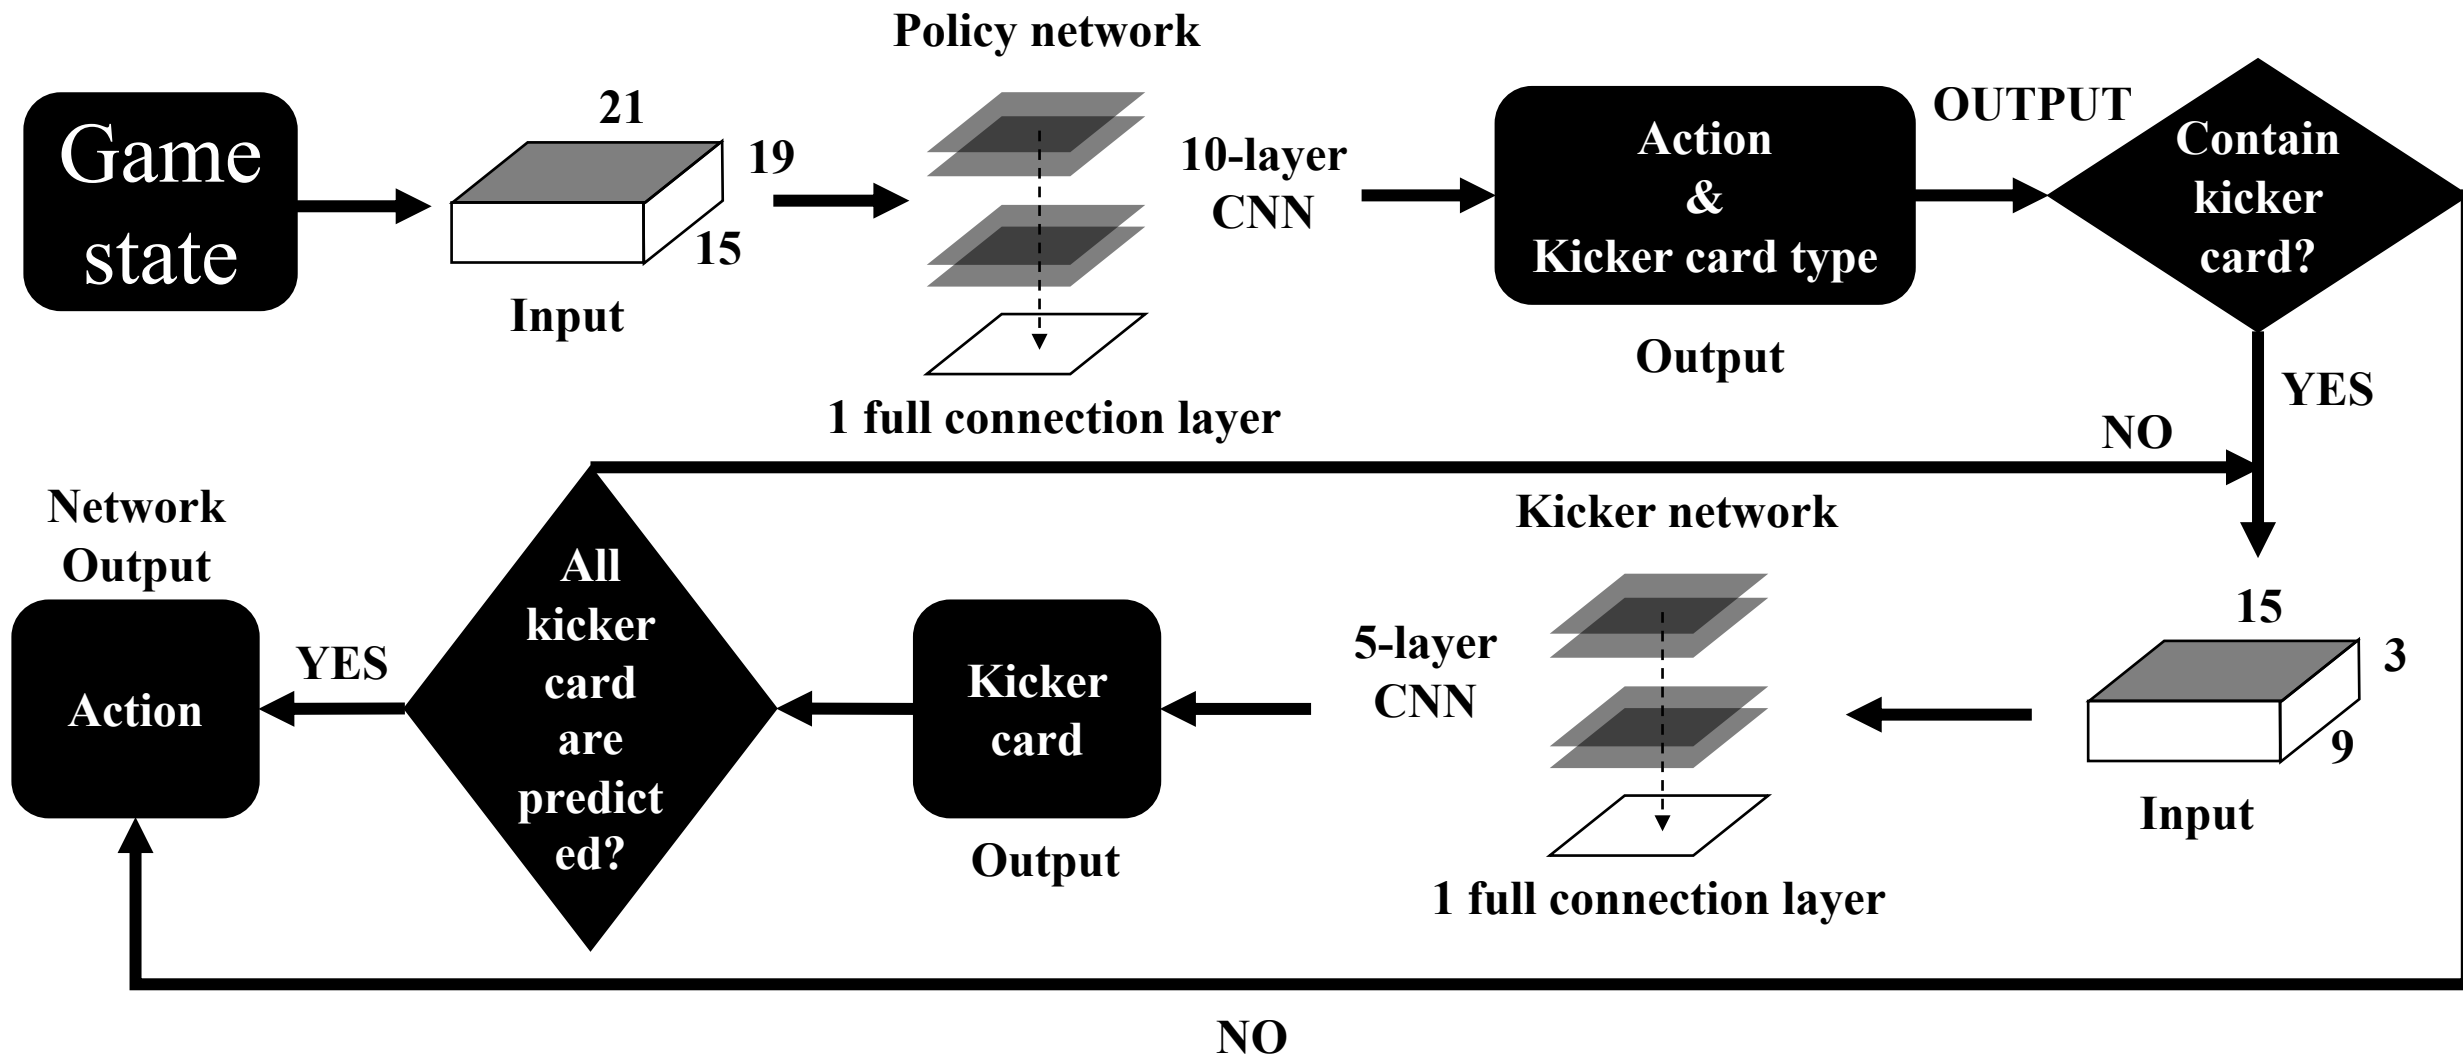 Policy network
Game
state
21
19
15
Input
10-layer
CNN
1 full connection layer
Action
&
Kicker card type
Output
OUTPUT
Contain
kicker
card?
YES
NO
Network
Output
Action
YES
All
kicker
card
are
predict
ed?
Kicker
card
Output
Kicker network
5-layer
CNN
1 full connection layer
15
3
9
Input
NO